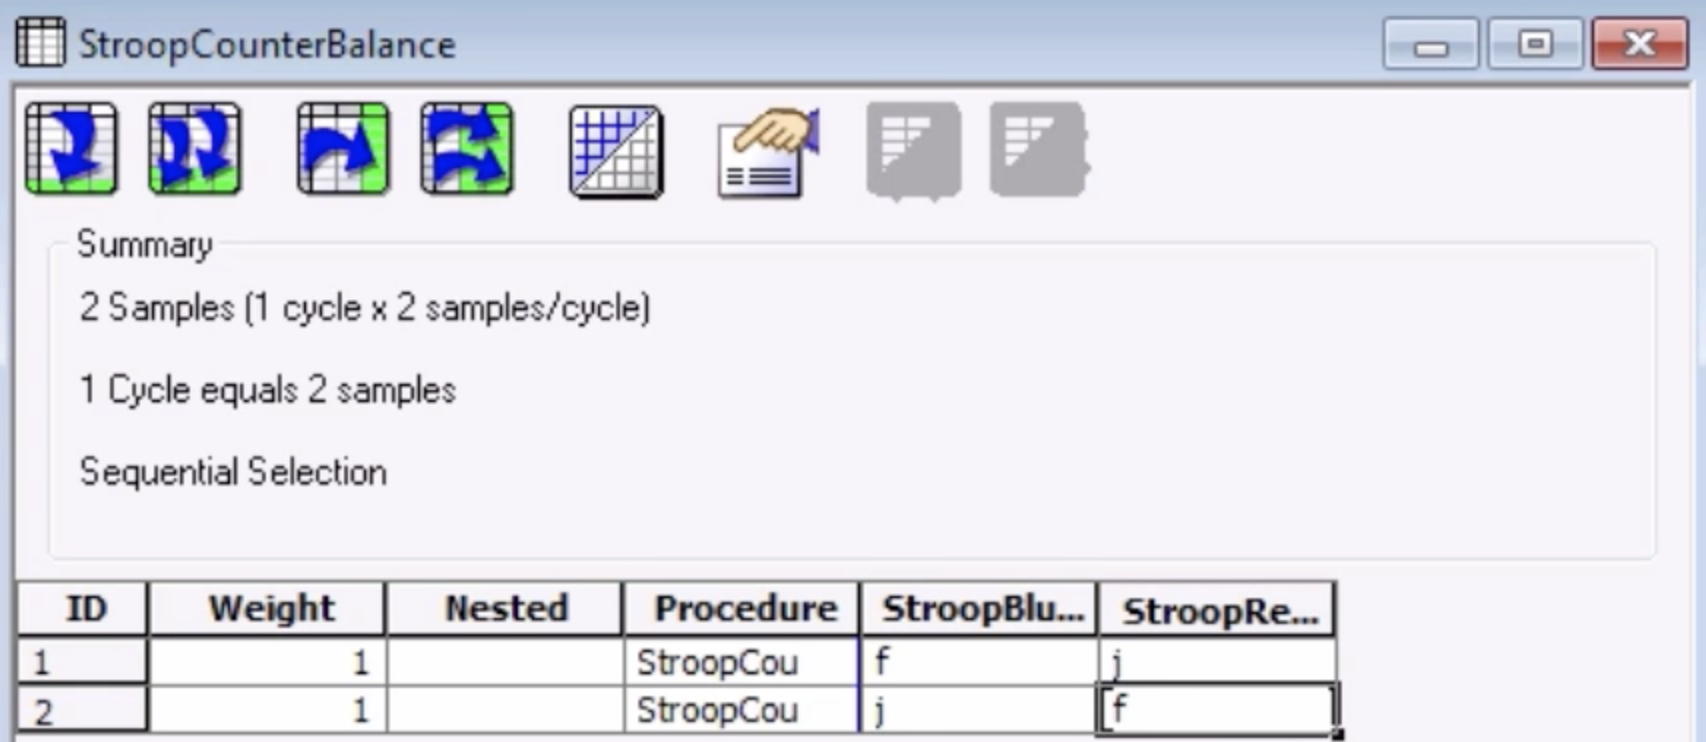 StroopCounterBalance
Summary
2 Samples (1 cycle x 2 samples/cycle)
1 Cycle equals 2 samples
Sequential Selection
ID Weight Nested Procedure StroopBlu... StroopRe...
1 1 StroopCou f j
2 1 StroopCou j f